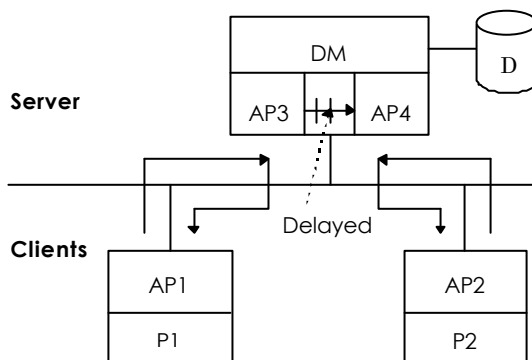 DM
D
Server
AP3
AP4
Delayed
Clients
AP1
AP2
P1
P2